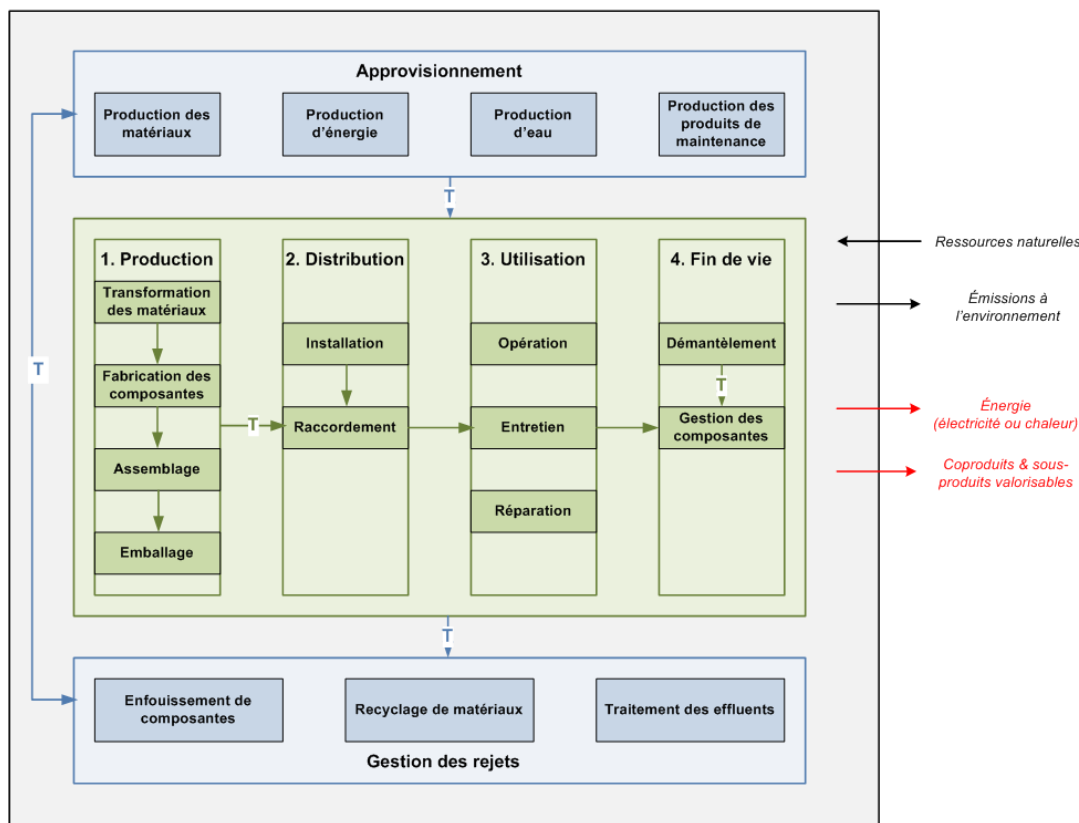 Approvisionnement
Production des
matériaux
Production
d'énergie
Production
d'eau
Production des
produits de
maintenance
T
T
1. Production
Transformation
des matériaux
Fabrication des
composantes
Assemblage
Emballage
T
2. Distribution
Installation
Raccordement
3. Utilisation
Opération
Entretien
Réparation
4. Fin de vie
Démantèlement
T
Gestion des
composantes
Ressources naturelles
Émissions à
l'environnement
Énergie
(électricité ou chaleur)
Coproduits & sous-
produits valorisables
T
Enfouissement de
composantes
Recyclage de matériaux
Traitement des effluents
Gestion des rejets